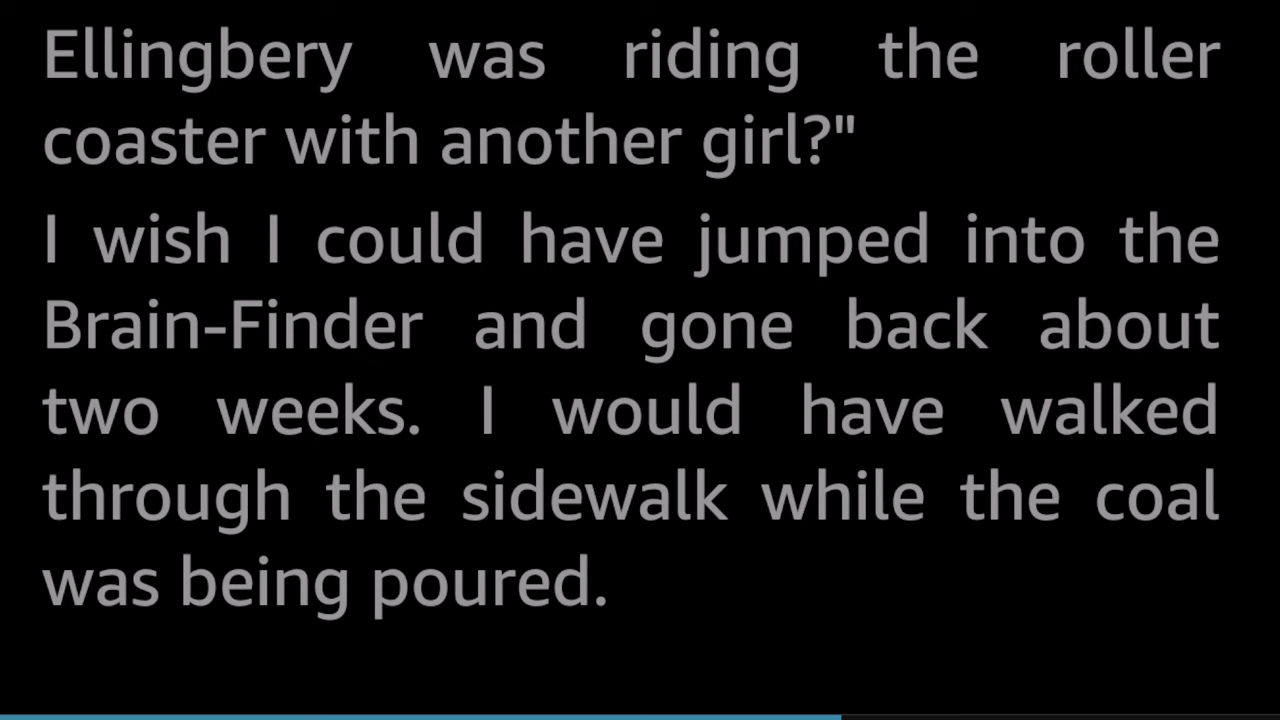 Ellingbery was riding the roller
coaster with another girl?"
I wish I could have jumped into the
Brain-Finder and gone back about
two weeks. I would have walked
through the sidewalk while the coal
was being poured.